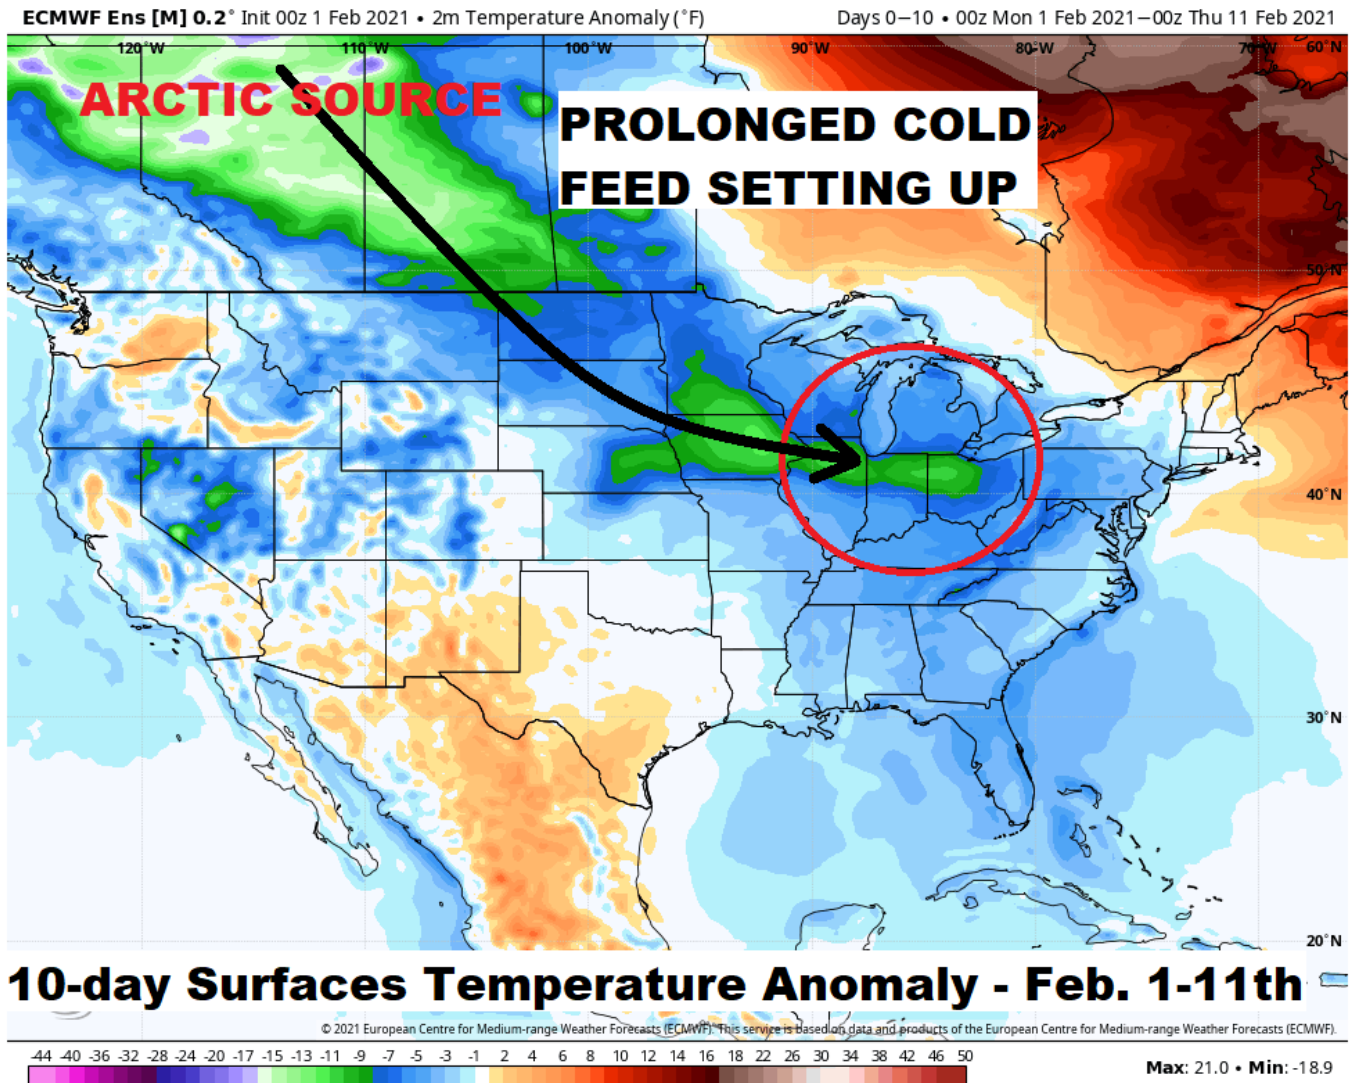 ECMWF Ens [M] 0.2° Init 00z 1 Feb 2021 • 2m Temperature Anomaly (°F)
Days 0−10 • 00z Mon 1 Feb 2021−00z Thu 11 Feb 2021
120°W 110°W 100°W 90°W 80°W 70°W 60°N
ARCTIC SOURCE
PROLONGED COLD
FEED SETTING UP
50°N
40°N
30°N
20°N
10-day Surfaces Temperature Anomaly - Feb. 1-11th
© 2021 European Centre for Medium-range Weather Forecasts (ECMWF). This service is based on data and products of the European Centre for Medium-range Weather Forecasts (ECMWF).
-44 -40 -36 -32 -28 -24 -20 -17 -15 -13 -11 -9 -7 -5 -3 -1 2 4 6 8 10 12 14 16 18 22 26 30 34 38 42 46 50
Max: 21.0 • Min: -18.9